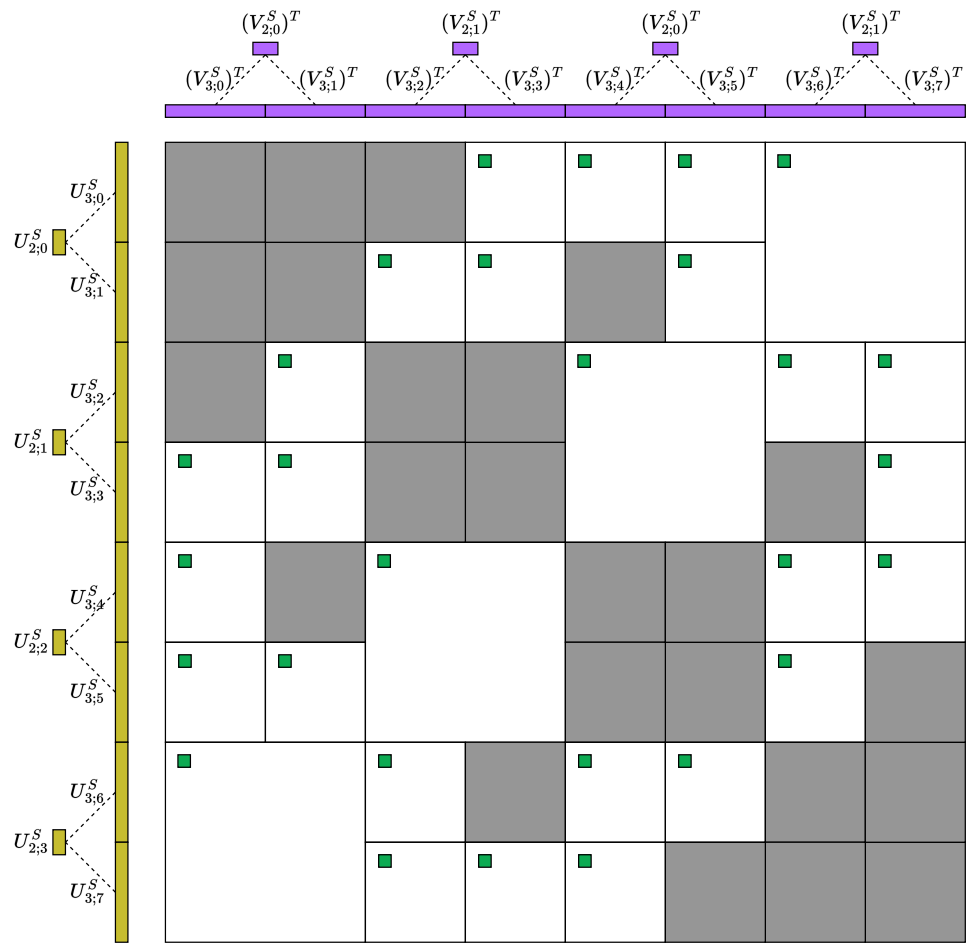 (V^S_{2;0})^T (V^S_{2;1})^T (V^S_{2;0})^T (V^S_{2;1})^T
(V^S_{3;0})^T (V^S_{3;1})^T (V^S_{3;2})^T (V^S_{3;3})^T (V^S_{3;4})^T (V^S_{3;5})^T (V^S_{3;6})^T (V^S_{3;7})^T
U^S_{3;0}
U^S_{2;0}
U^S_{3;1}
U^S_{3;2}
U^S_{2;1}
U^S_{3;3}
U^S_{3;4}
U^S_{2;2}
U^S_{3;5}
U^S_{3;6}
U^S_{2;3}
U^S_{3;7}